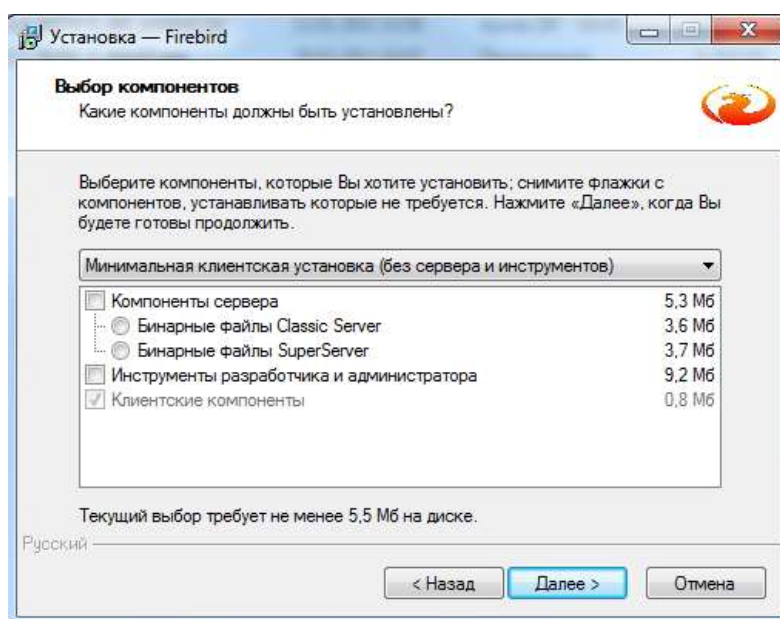 Установка — Firebird
Выбор компонентов
Какие компоненты должны быть установлены?
Выберите компоненты, которые Вы хотите установить; снимите флажки с
компонентов, устанавливать которые не требуется. Нажмите «Далее», когда Вы
будете готовы продолжить.
Минимальная клиентская установка (без сервера и инструментов)
Компоненты сервера 5,3 Мб
Бинарные файлы Classic Server 3,6 Мб
Бинарные файлы SuperServer 3,7 Мб
Инструменты разработчика и администратора 9,2 Мб
Клиентские компоненты 0,8 Мб
Текущий выбор требует не менее 5,5 Мб на диске.
Русский
< Назад Далее > Отмена